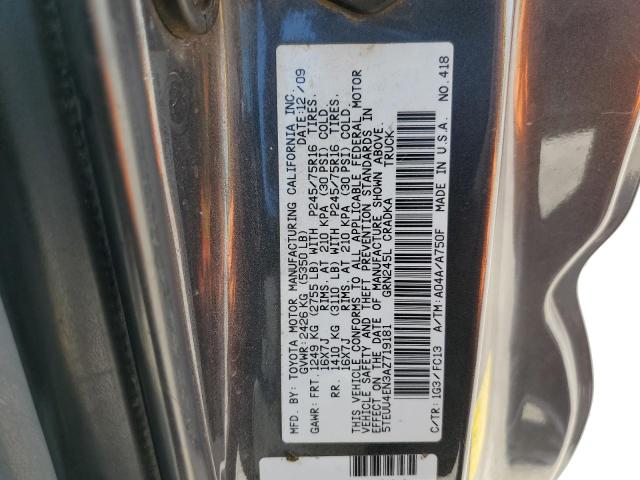 MFD. BY: TOYOTA MOTOR MANUFACTURING CALIFORNIA INC.
GVWR: 2426 KG (5350 LB) DATE: 12/09
GAWR: FRT. 1249 KG (2755 LB) WITH P245/75R16 TIRES.
16X7J RIMS. AT 210 KPA (30 PSI) COLD.
RR. 1410 KG (3110 LB) WITH P245/75R16 TIRES.
16X7J RIMS. AT 210 KPA (30 PSI) COLD.
THIS VEHICLE CONFORMS TO ALL APPLICABLE FEDERAL MOTOR
VEHICLE SAFETY AND THEFT PREVENTION STANDARDS IN
EFFECT ON THE DATE OF MANUFACTURE SHOWN ABOVE.
5TEUU4EN3AZ719181 GRN245L CRADKA TRUCK
C/TR: 1G3/FC13 A/TM: A04A/A750F MADE IN U.S.A. NO.418